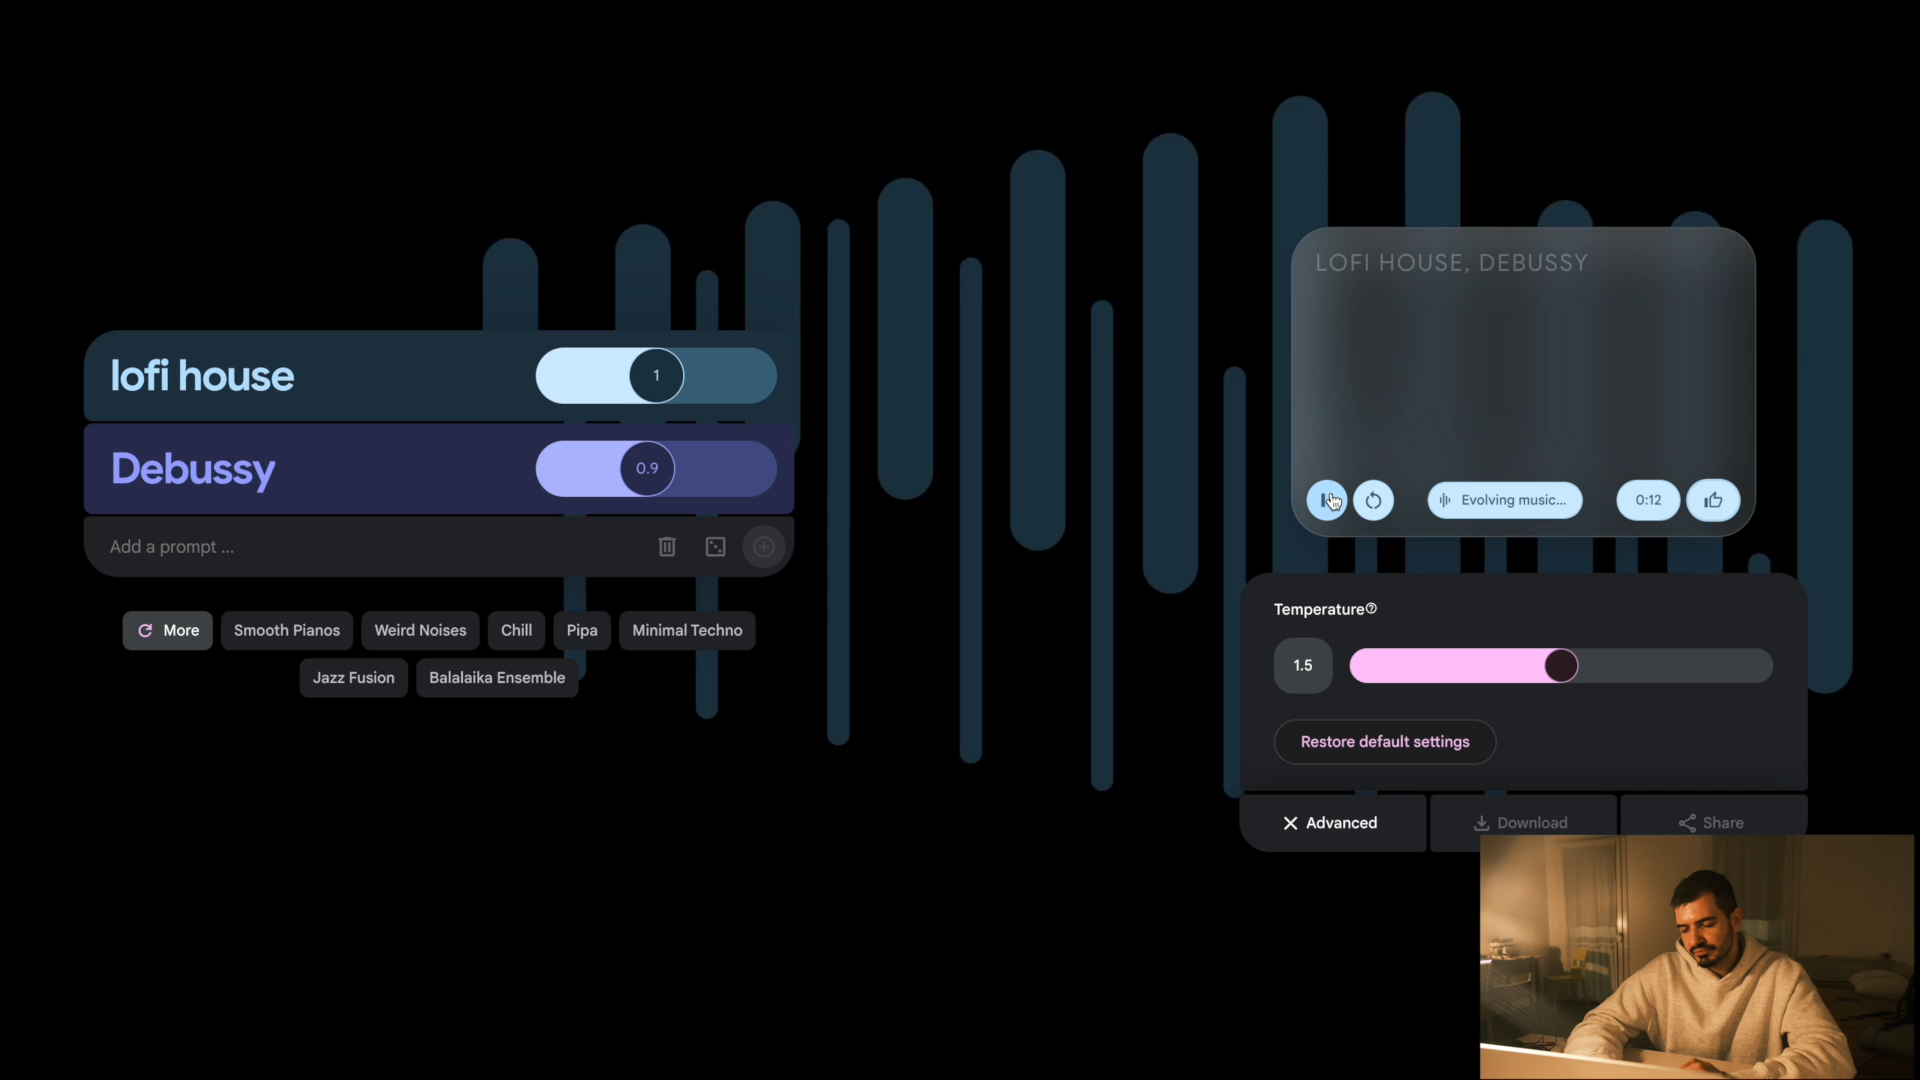 lofi house
1
Debussy
0.9
Add a prompt ...
More
Smooth Pianos
Weird Noises
Chill
Pipa
Minimal Techno
Jazz Fusion
Balalaika Ensemble
LOFI HOUSE, DEBUSSY
Evolving music...
0:12
Temperature
1.5
Restore default settings
Advanced
Download
Share